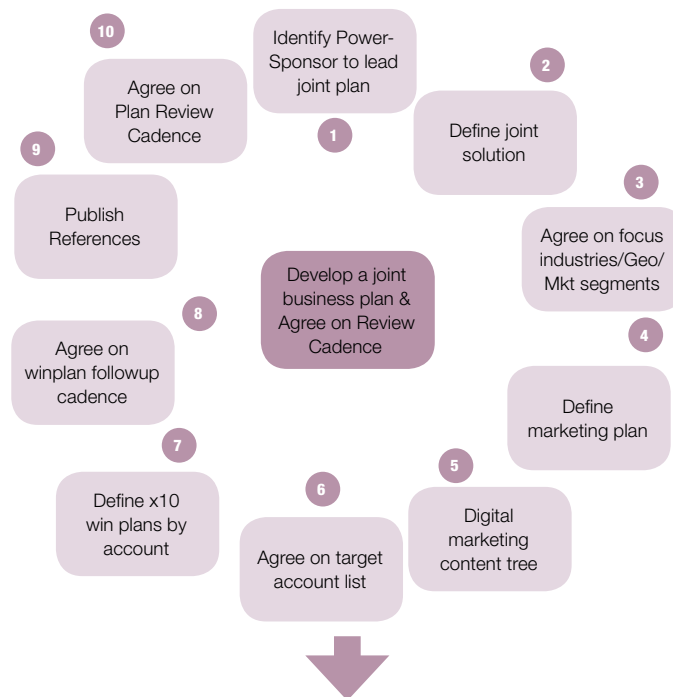 1
Identify Power-
Sponsor to lead
joint plan
2
Define joint
solution
3
Agree on focus
industries/Geo/
Mkt segments
4
Define
marketing plan
5
Digital
marketing
content tree
6
Agree on target
account list
7
Define x10
win plans by
account
8
Agree on
winplan followup
cadence
9
Publish
References
10
Agree on
Plan Review
Cadence
Develop a joint
business plan &
Agree on Review
Cadence